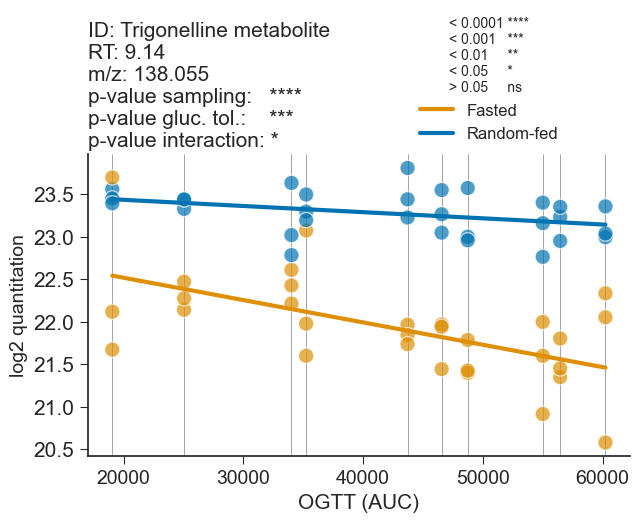 ID: Trigonelline metabolite
RT: 9.14
m/z: 138.055
p-value sampling: ****
p-value gluc. tol.: ***
p-value interaction: *
< 0.0001 ****
< 0.001 ***
< 0.01 **
< 0.05 *
> 0.05 ns
Fasted
Random-fed
log2 quantitation
23.5
23.0
22.5
22.0
21.5
21.0
20.5
20000 30000 40000 50000 60000
OGTT (AUC)